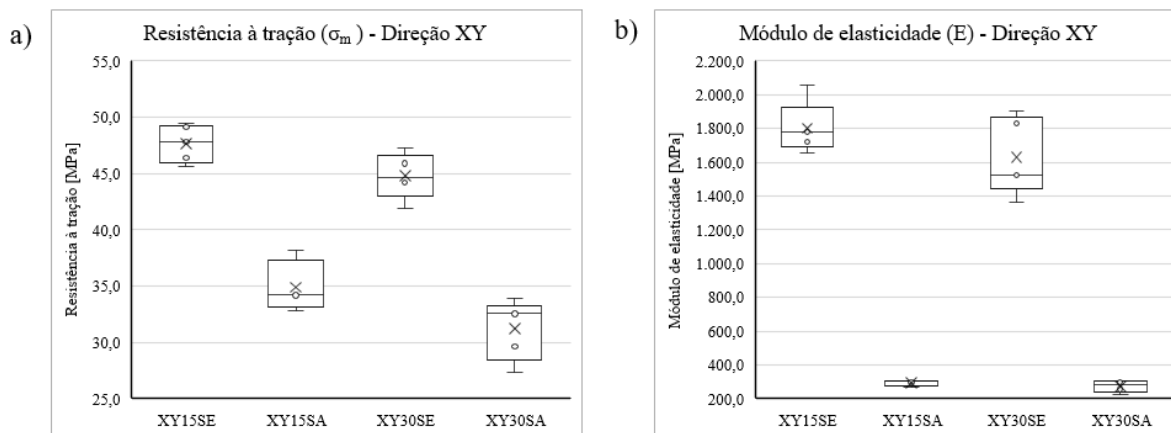 a)
Resistência à tração (σm ) - Direção XY
Resistência à tração [MPa]
55,0
50,0
45,0
40,0
35,0
30,0
25,0
XY15SE XY15SA XY30SE XY30SA
b)
Módulo de elasticidade (E) - Direção XY
Módulo de elasticidade [MPa]
2.200,0
2.000,0
1.800,0
1.600,0
1.400,0
1.200,0
1.000,0
800,0
600,0
400,0
200,0
XY15SE XY15SA XY30SE XY30SA